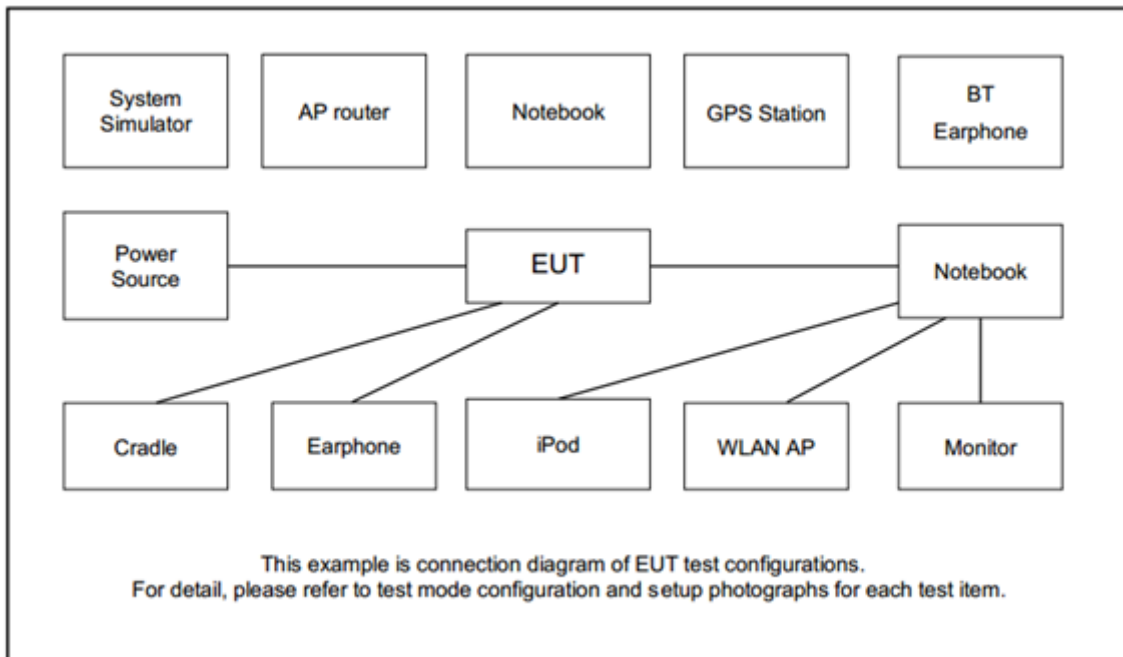 System
Simulator
AP router
Notebook
GPS Station
BT
Earphone
Power
Source
EUT
Notebook
Cradle
Earphone
iPod
WLAN AP
Monitor
This example is connection diagram of EUT test configurations.
For detail, please refer to test mode configuration and setup photographs for each test item.